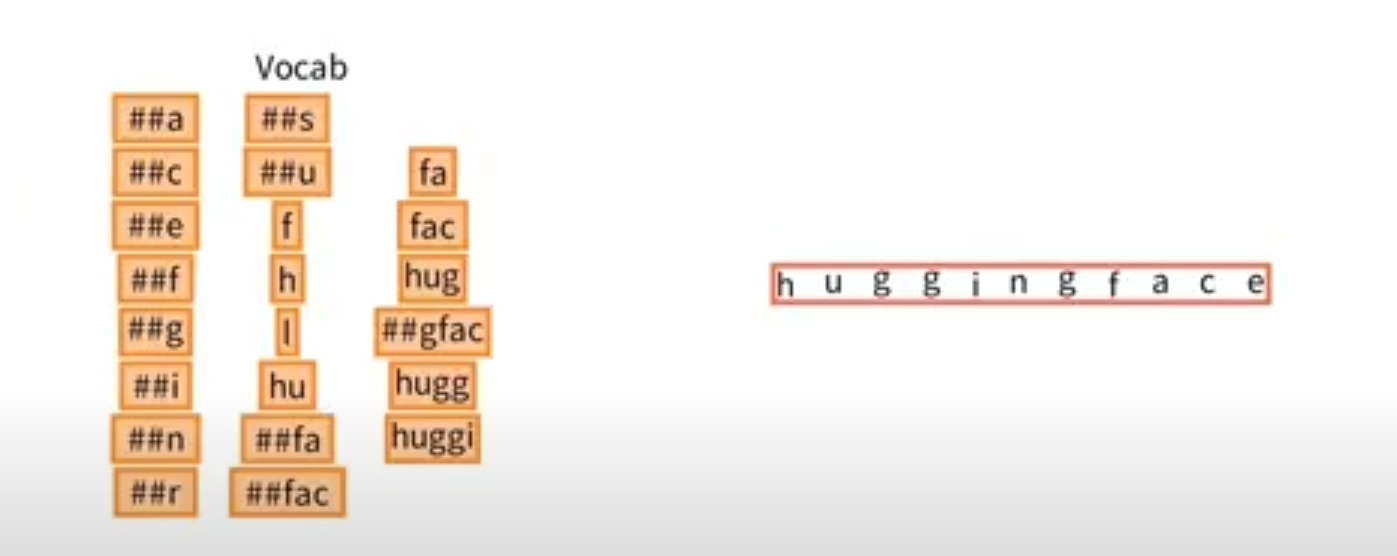 Vocab
##a ##s
##c ##u fa
##e f fac
##f h hug
##g l ##gfac
##i hu hugg
##n ##fa huggi
##r ##fac
h u g g i n g f a c e